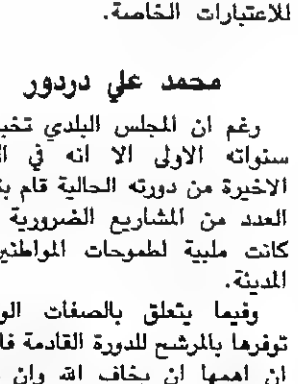 للاعتبارات الخاصة.
محمد علي دردور
رغم ان المجلس البلدي
سنواته الاولى الا انه في
الاخيرة من دورته الحالية قام
العدد من المشاريع الضرورية
كانت ملبية لطموحات
المدينة.
وفيما يتعلق بالصفات
توفرها بالمرشح للدورة القادمة
ان اهمها ان يخاف الله وان